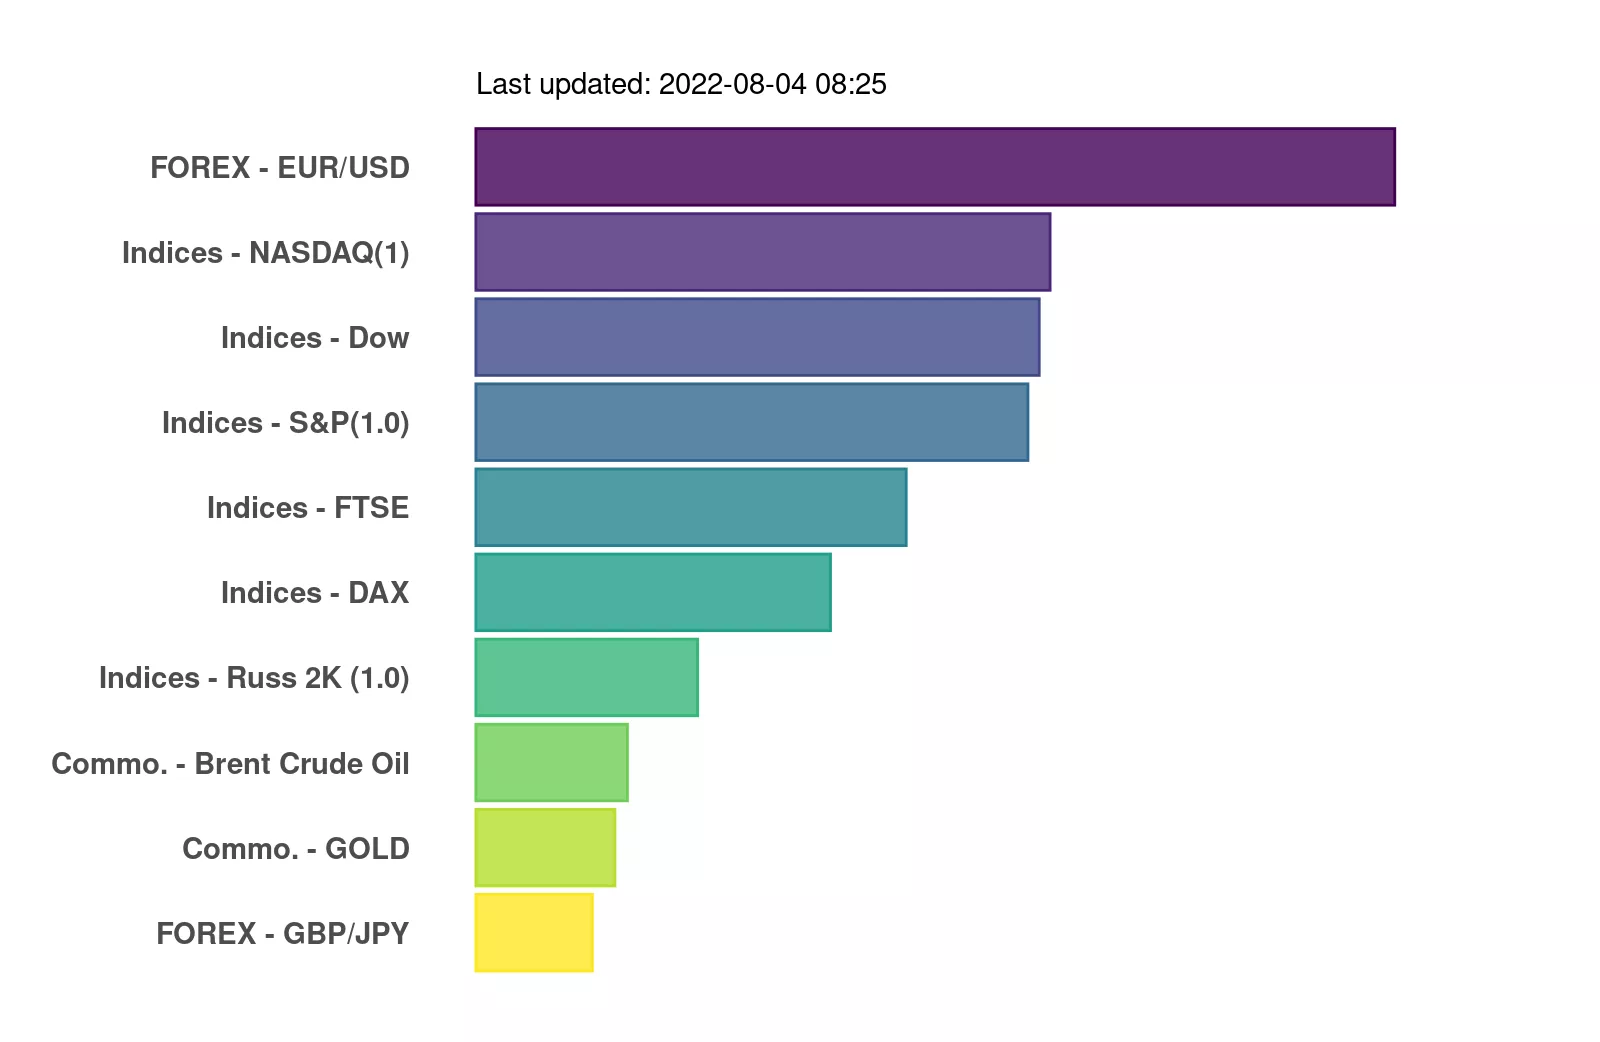 Last updated: 2022-08-04 08:25
FOREX - EUR/USD
Indices - NASDAQ(1)
Indices - Dow
Indices - S&P(1.0)
Indices - FTSE
Indices - DAX
Indices - Russ 2K (1.0)
Commo. - Brent Crude Oil
Commo. - GOLD
FOREX - GBP/JPY